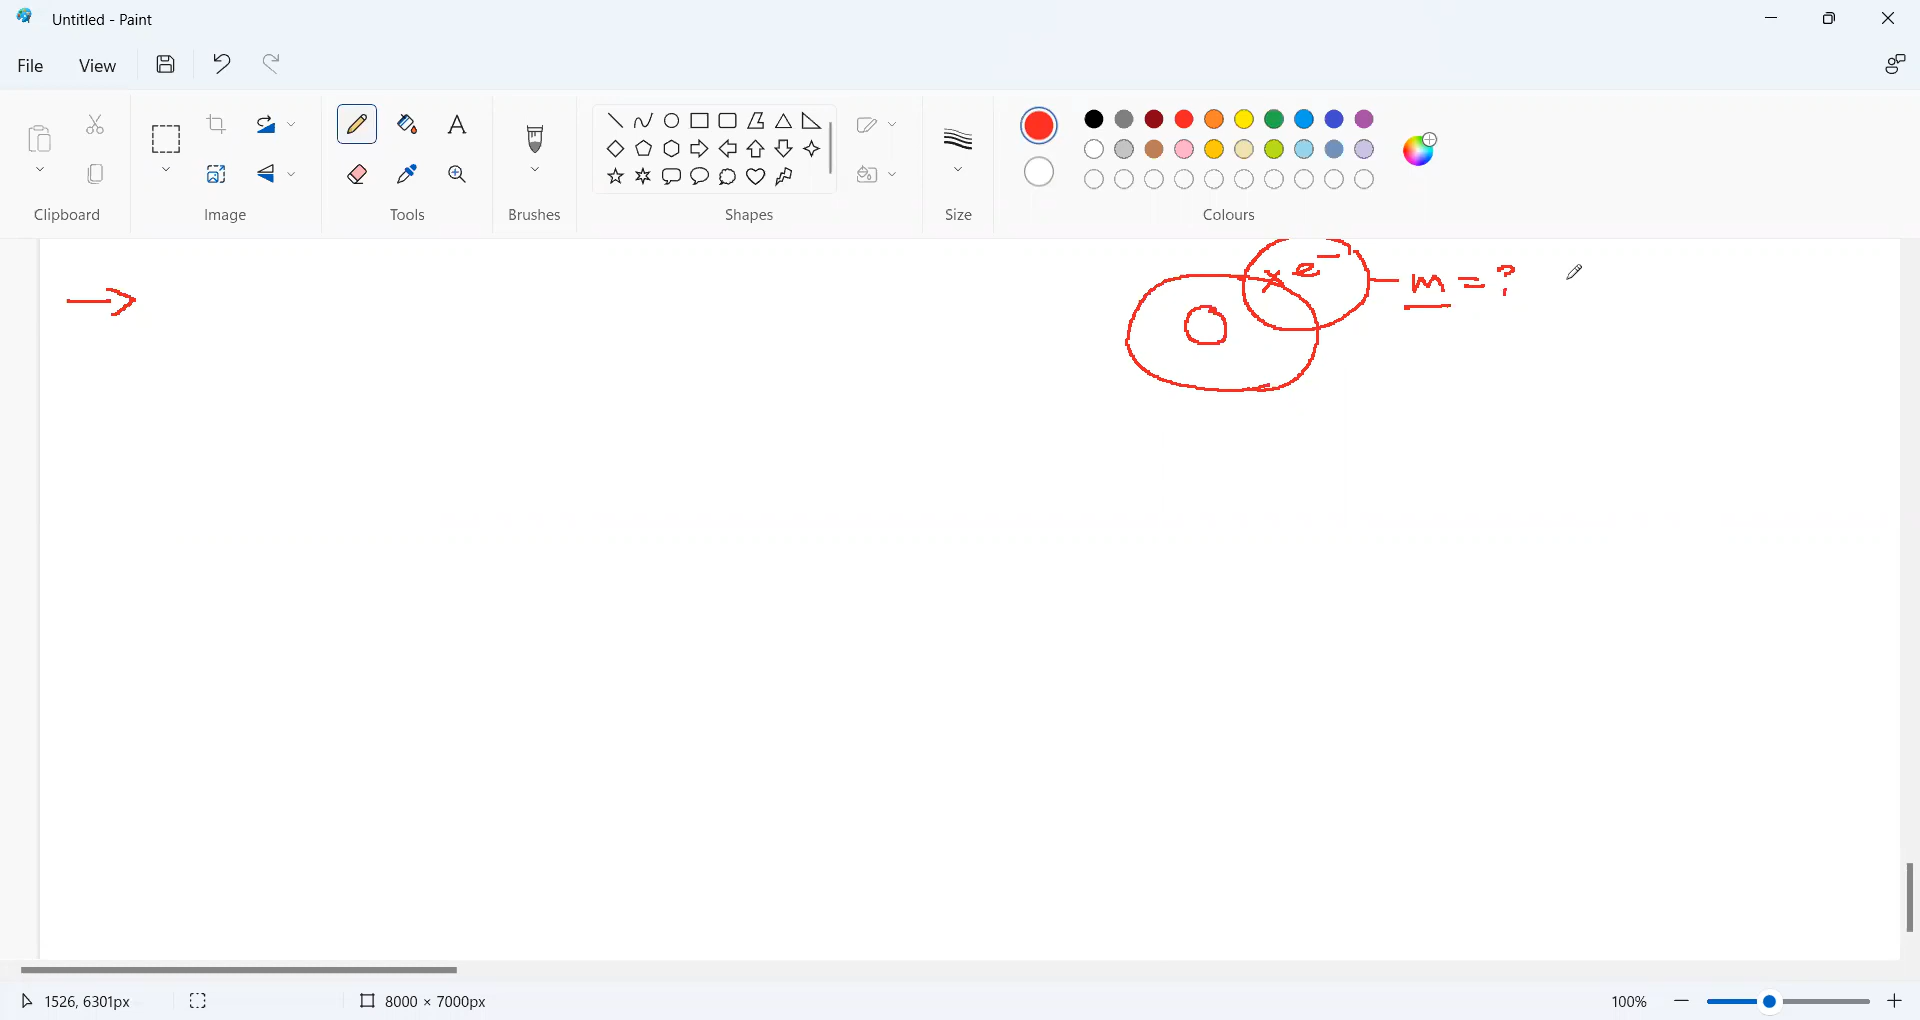 Untitled - Paint
File View
Clipboard
Image
Tools
Brushes
Shapes
Size
Colours
x e⁻ — m = ?
1526, 6301px
8000 × 7000px
100%